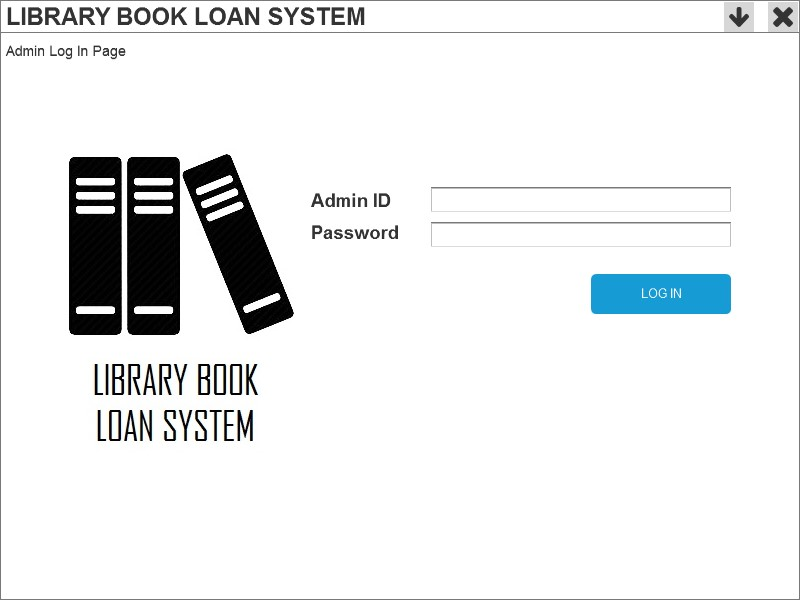 LIBRARY BOOK LOAN SYSTEM
Admin Log In Page
Admin ID
Password
LOG IN
LIBRARY BOOK
LOAN SYSTEM